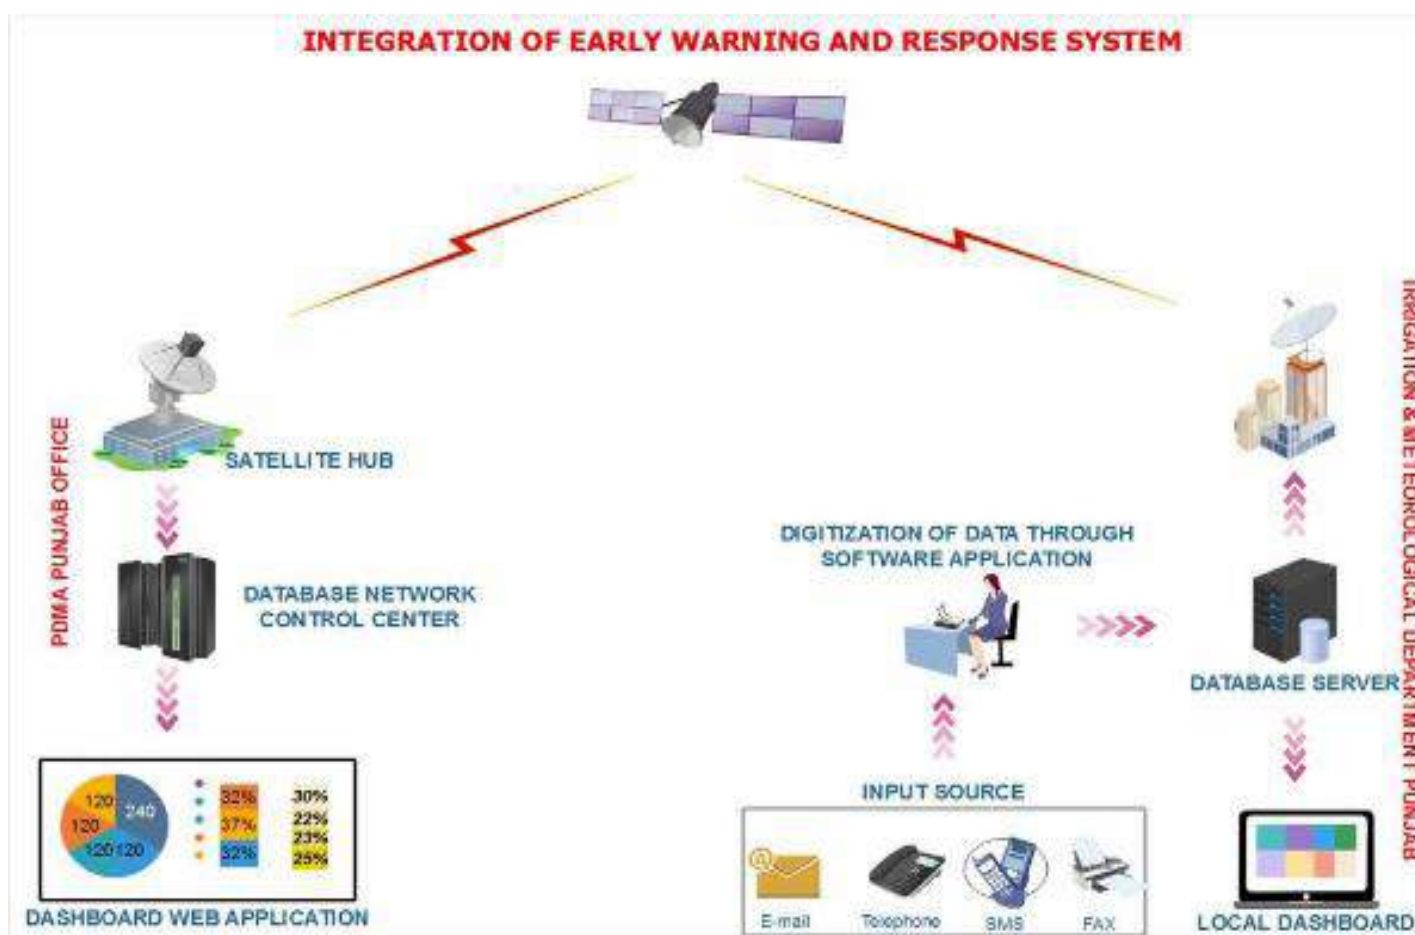 INTEGRATION OF EARLY WARNING AND RESPONSE SYSTEM
PDMA PUNJAB OFFICE
SATELLITE HUB
DATABASE NETWORK
CONTROL CENTER
120
240
120
120
120
32%
37%
32%
30%
22%
23%
25%
DASHBOARD WEB APPLICATION
DIGITIZATION OF DATA THROUGH
SOFTWARE APPLICATION
INPUT SOURCE
E-mail
Telephone
SMS
FAX
IRRIGATION & METEOROLOGICAL DEPARTMENT PUNJAB
DATABASE SERVER
LOCAL DASHBOARD